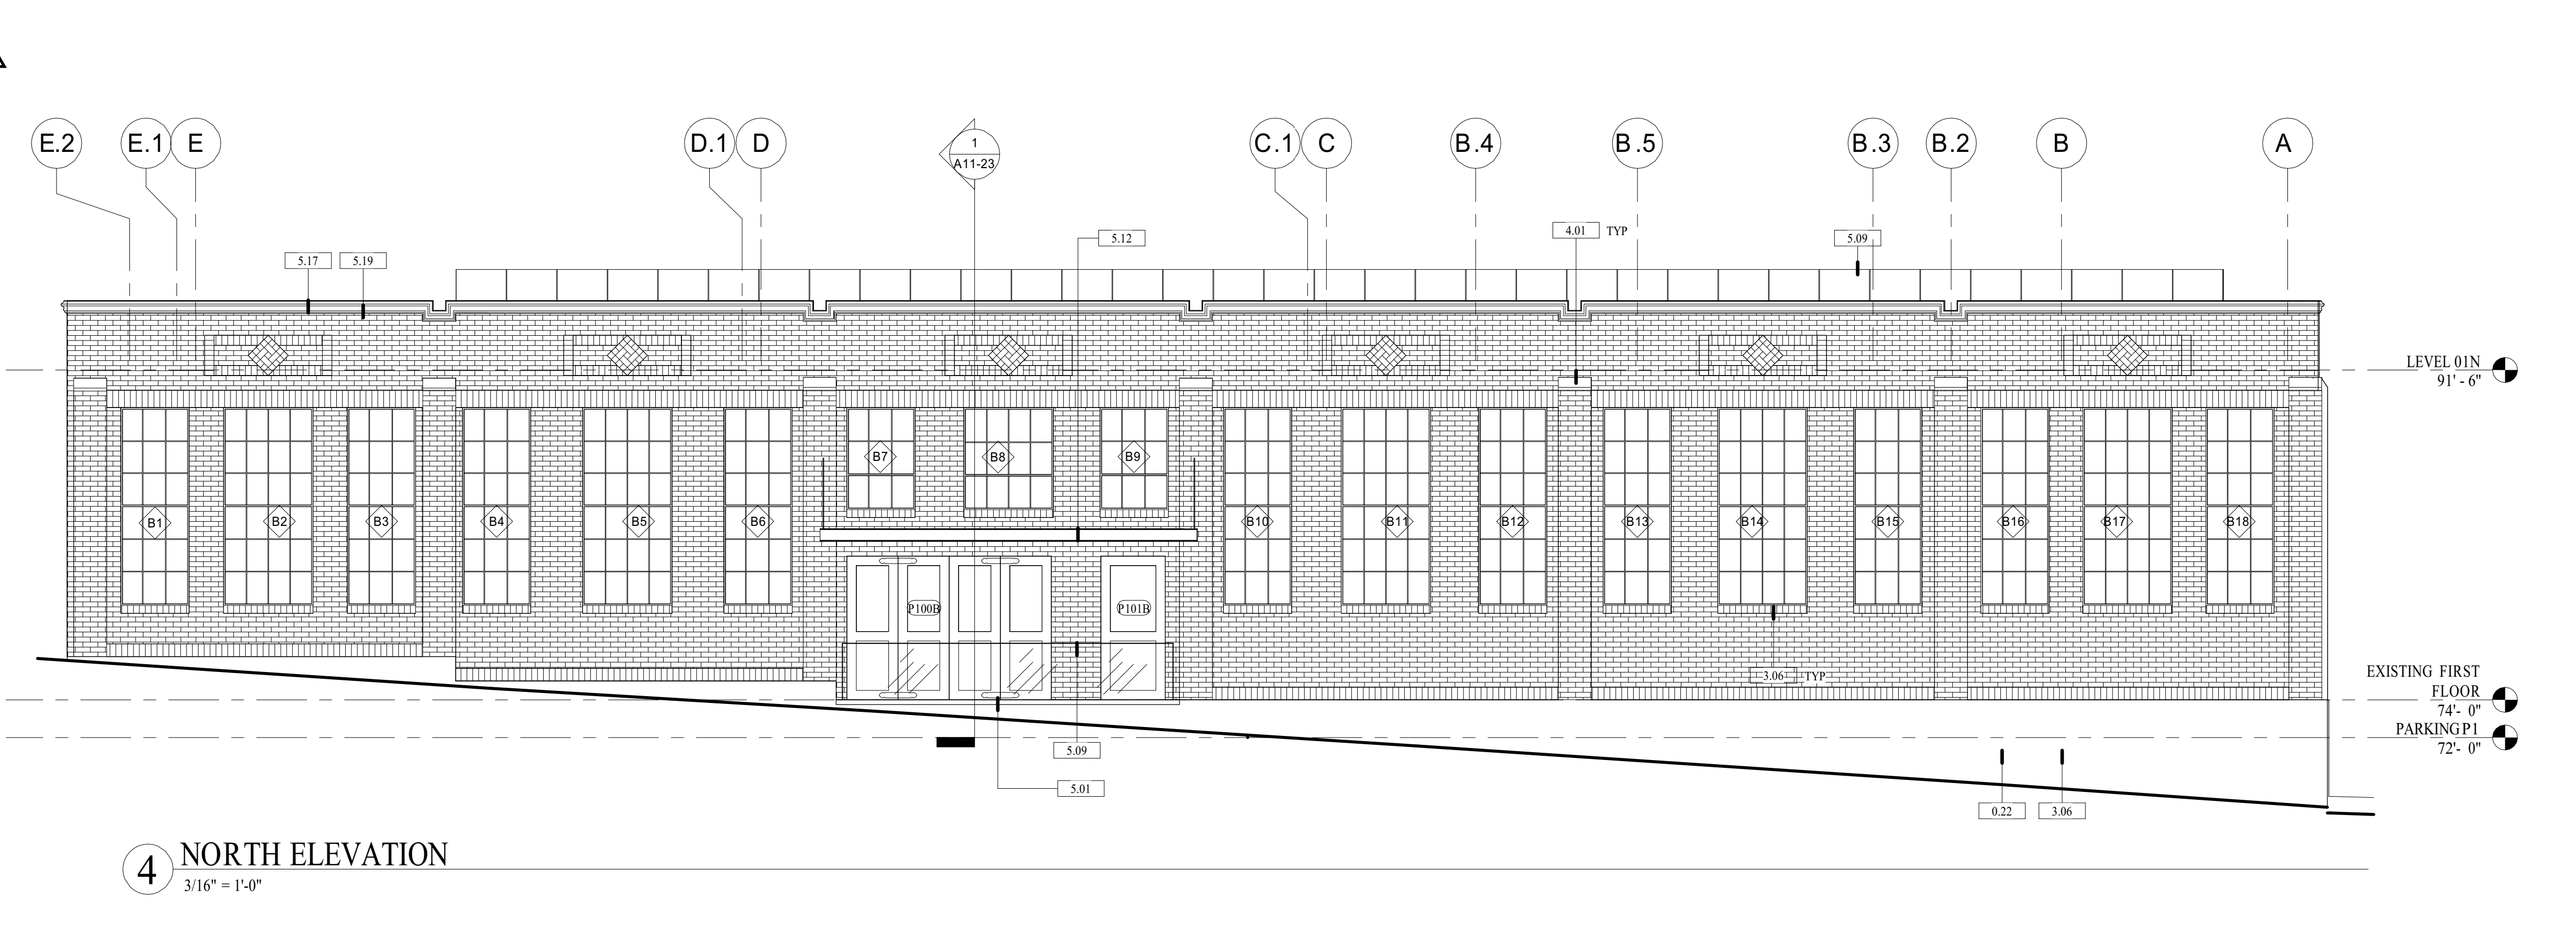 E.2
E.1
E
D.1
D
1
A11-23
C.1
C
B.4
B.5
B.3
B.2
B
A
5.17
5.19
5.12
4.01 TYP
5.09
LEVEL 01N
91' - 6"
B1
B2
B3
B4
B5
B6
B7
B8
B9
B10
B11
B12
B13
B14
B15
B16
B17
B18
P100B
P101B
3.06 TYP
EXISTING FIRST
FLOOR
74'- 0"
PARKING P1
72'- 0"
5.09
5.01
0.22
3.06
4
NORTH ELEVATION
3/16" = 1'-0"